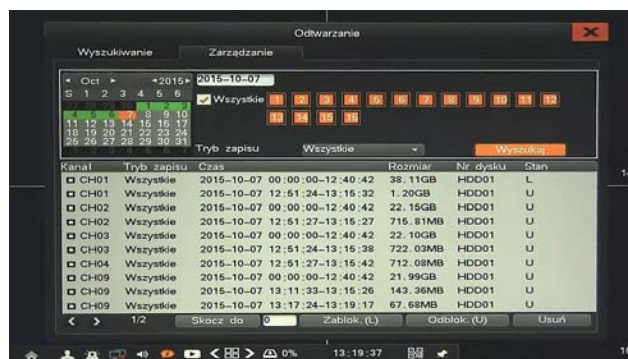 Odtwarzanie
Wyszukiwanie Zarządzanie
Oct 2015 2015-10-07
S 1 2 3 4 5 6
Wszystkie 1 2 3 4 5 6 7 8 9 10 11 12
1 2 3
4 5 6 7 8 9 10
13 14 15 16
11 12 13 14 15 16 17
18 19 20 21 22 23 24
25 26 27 28 29 30 31
Tryb zapisu Wszystkie Wyszukaj
Kanał Tryb zapisu Czas Rozmiar Nr dysku Stan
CH01 Wszystkie 2015-10-07 00:00:00-12:40:42 38.11GB HDD01 L
CH01 Wszystkie 2015-10-07 12:51:24-13:15:32 1.20GB HDD01 U
CH02 Wszystkie 2015-10-07 00:00:00-12:40:42 22.15GB HDD01 U
CH02 Wszystkie 2015-10-07 12:51:27-13:15:27 715.81MB HDD01 U
CH03 Wszystkie 2015-10-07 00:00:00-12:40:42 22.10GB HDD01 U
CH03 Wszystkie 2015-10-07 12:51:24-13:15:38 722.03MB HDD01 U
CH04 Wszystkie 2015-10-07 12:51:27-13:15:42 712.08MB HDD01 U
CH09 Wszystkie 2015-10-07 00:00:00-12:40:42 21.99GB HDD01 U
CH09 Wszystkie 2015-10-07 13:11:33-13:15:26 143.36MB HDD01 U
CH09 Wszystkie 2015-10-07 13:17:24-13:19:17 67.68MB HDD01 U
1/2 Skocz do 0 Zablok.(L) Odblok.(U) Usuń
0% 13:19:37